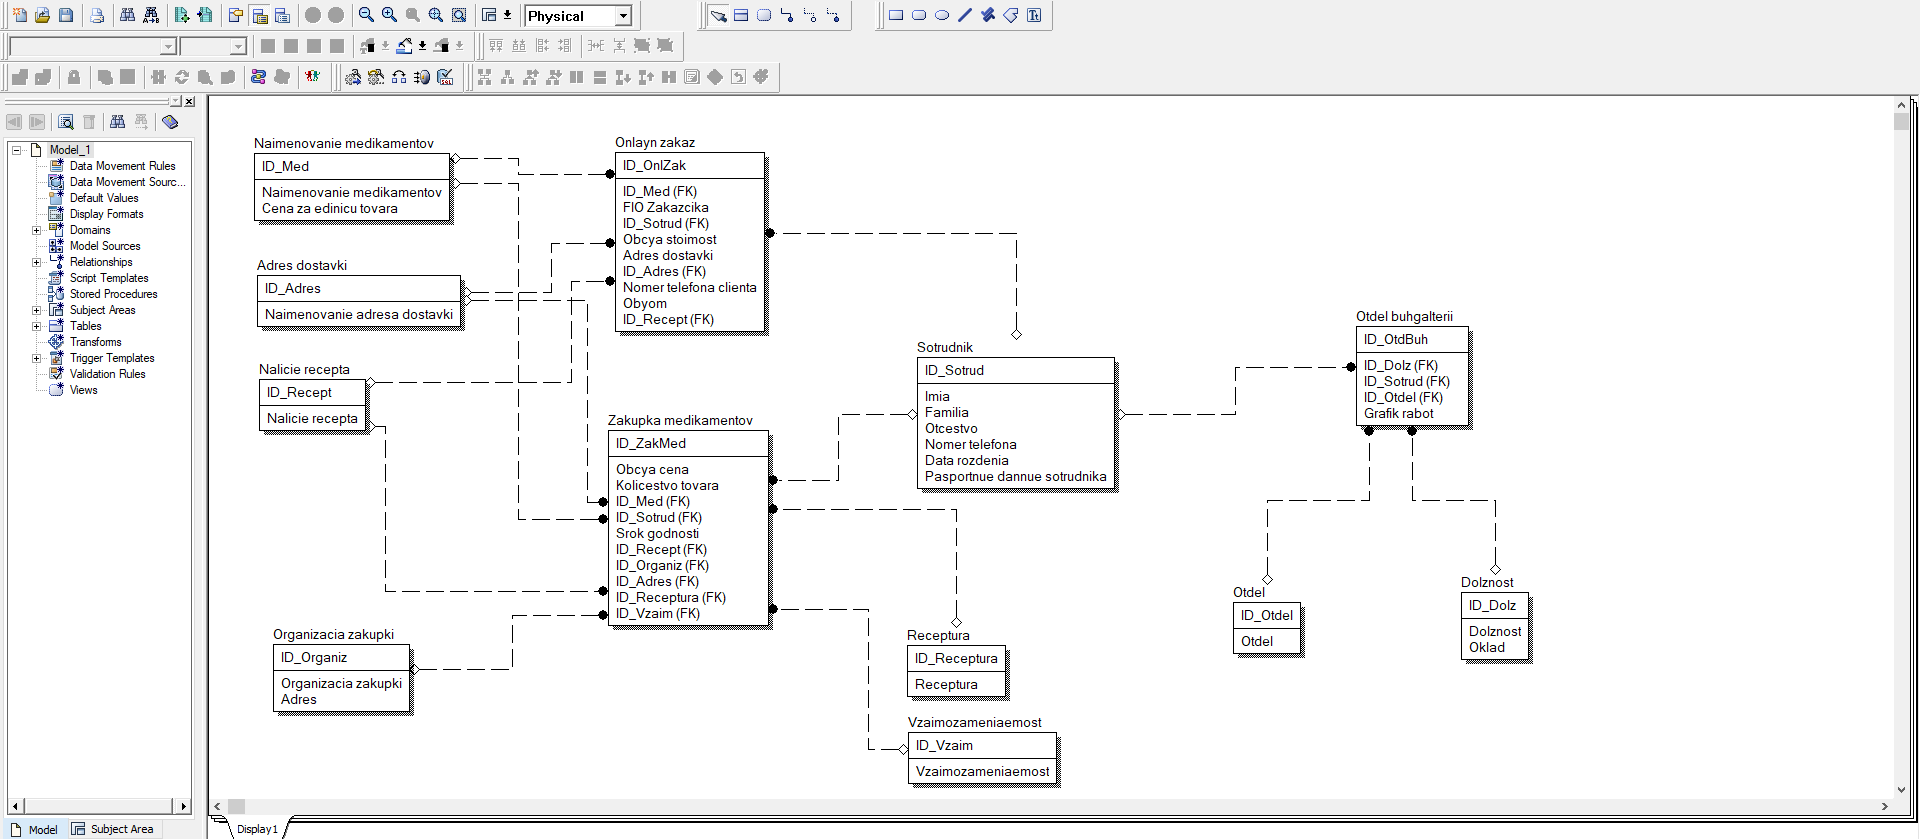 Physical
Model_1
Data Movement Rules
Data Movement Sourc...
Default Values
Display Formats
Domains
Model Sources
Relationships
Script Templates
Stored Procedures
Subject Areas
Tables
Transforms
Trigger Templates
Validation Rules
Views
Model
Subject Area
Display1
Naimenovanie medikamentov
ID_Med
Naimenovanie medikamentov
Cena za edinicu tovara
Adres dostavki
ID_Adres
Naimenovanie adresa dostavki
Nalicie recepta
ID_Recept
Nalicie recepta
Organizacia zakupki
ID_Organiz
Organizacia zakupki
Adres
Onlayn zakaz
ID_OnlZak
ID_Med (FK)
FIO Zakazcika
ID_Sotrud (FK)
Obcya stoimost
Adres dostavki
ID_Adres (FK)
Nomer telefona clienta
Obyom
ID_Recept (FK)
Zakupka medikamentov
ID_ZakMed
Obcya cena
Kolicestvo tovara
ID_Med (FK)
ID_Sotrud (FK)
Srok godnosti
ID_Recept (FK)
ID_Organiz (FK)
ID_Adres (FK)
ID_Receptura (FK)
ID_Vzaim (FK)
Sotrudnik
ID_Sotrud
Imia
Familia
Otcestvo
Nomer telefona
Data rozdenia
Pasportnue dannue sotrudnika
Receptura
ID_Receptura
Receptura
Vzaimozameniaemost
ID_Vzaim
Vzaimozameniaemost
Otdel buhgalterii
ID_OtdBuh
ID_Dolz (FK)
ID_Sotrud (FK)
ID_Otdel (FK)
Grafik rabot
Otdel
ID_Otdel
Otdel
Dolznost
ID_Dolz
Dolznost
Oklad